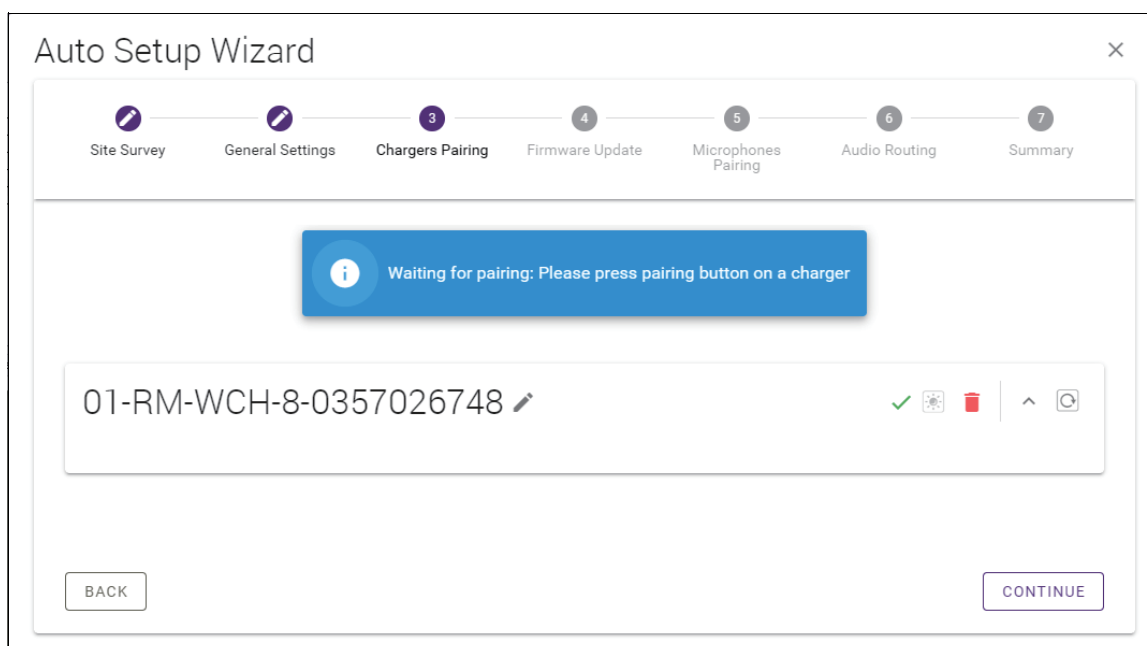 Auto Setup Wizard
3
4
5
6
7
Site Survey
General Settings
Chargers Pairing
Firmware Update
Microphones
Pairing
Audio Routing
Summary
i
Waiting for pairing: Please press pairing button on a charger
01-RM-WCH-8-0357026748
BACK
CONTINUE